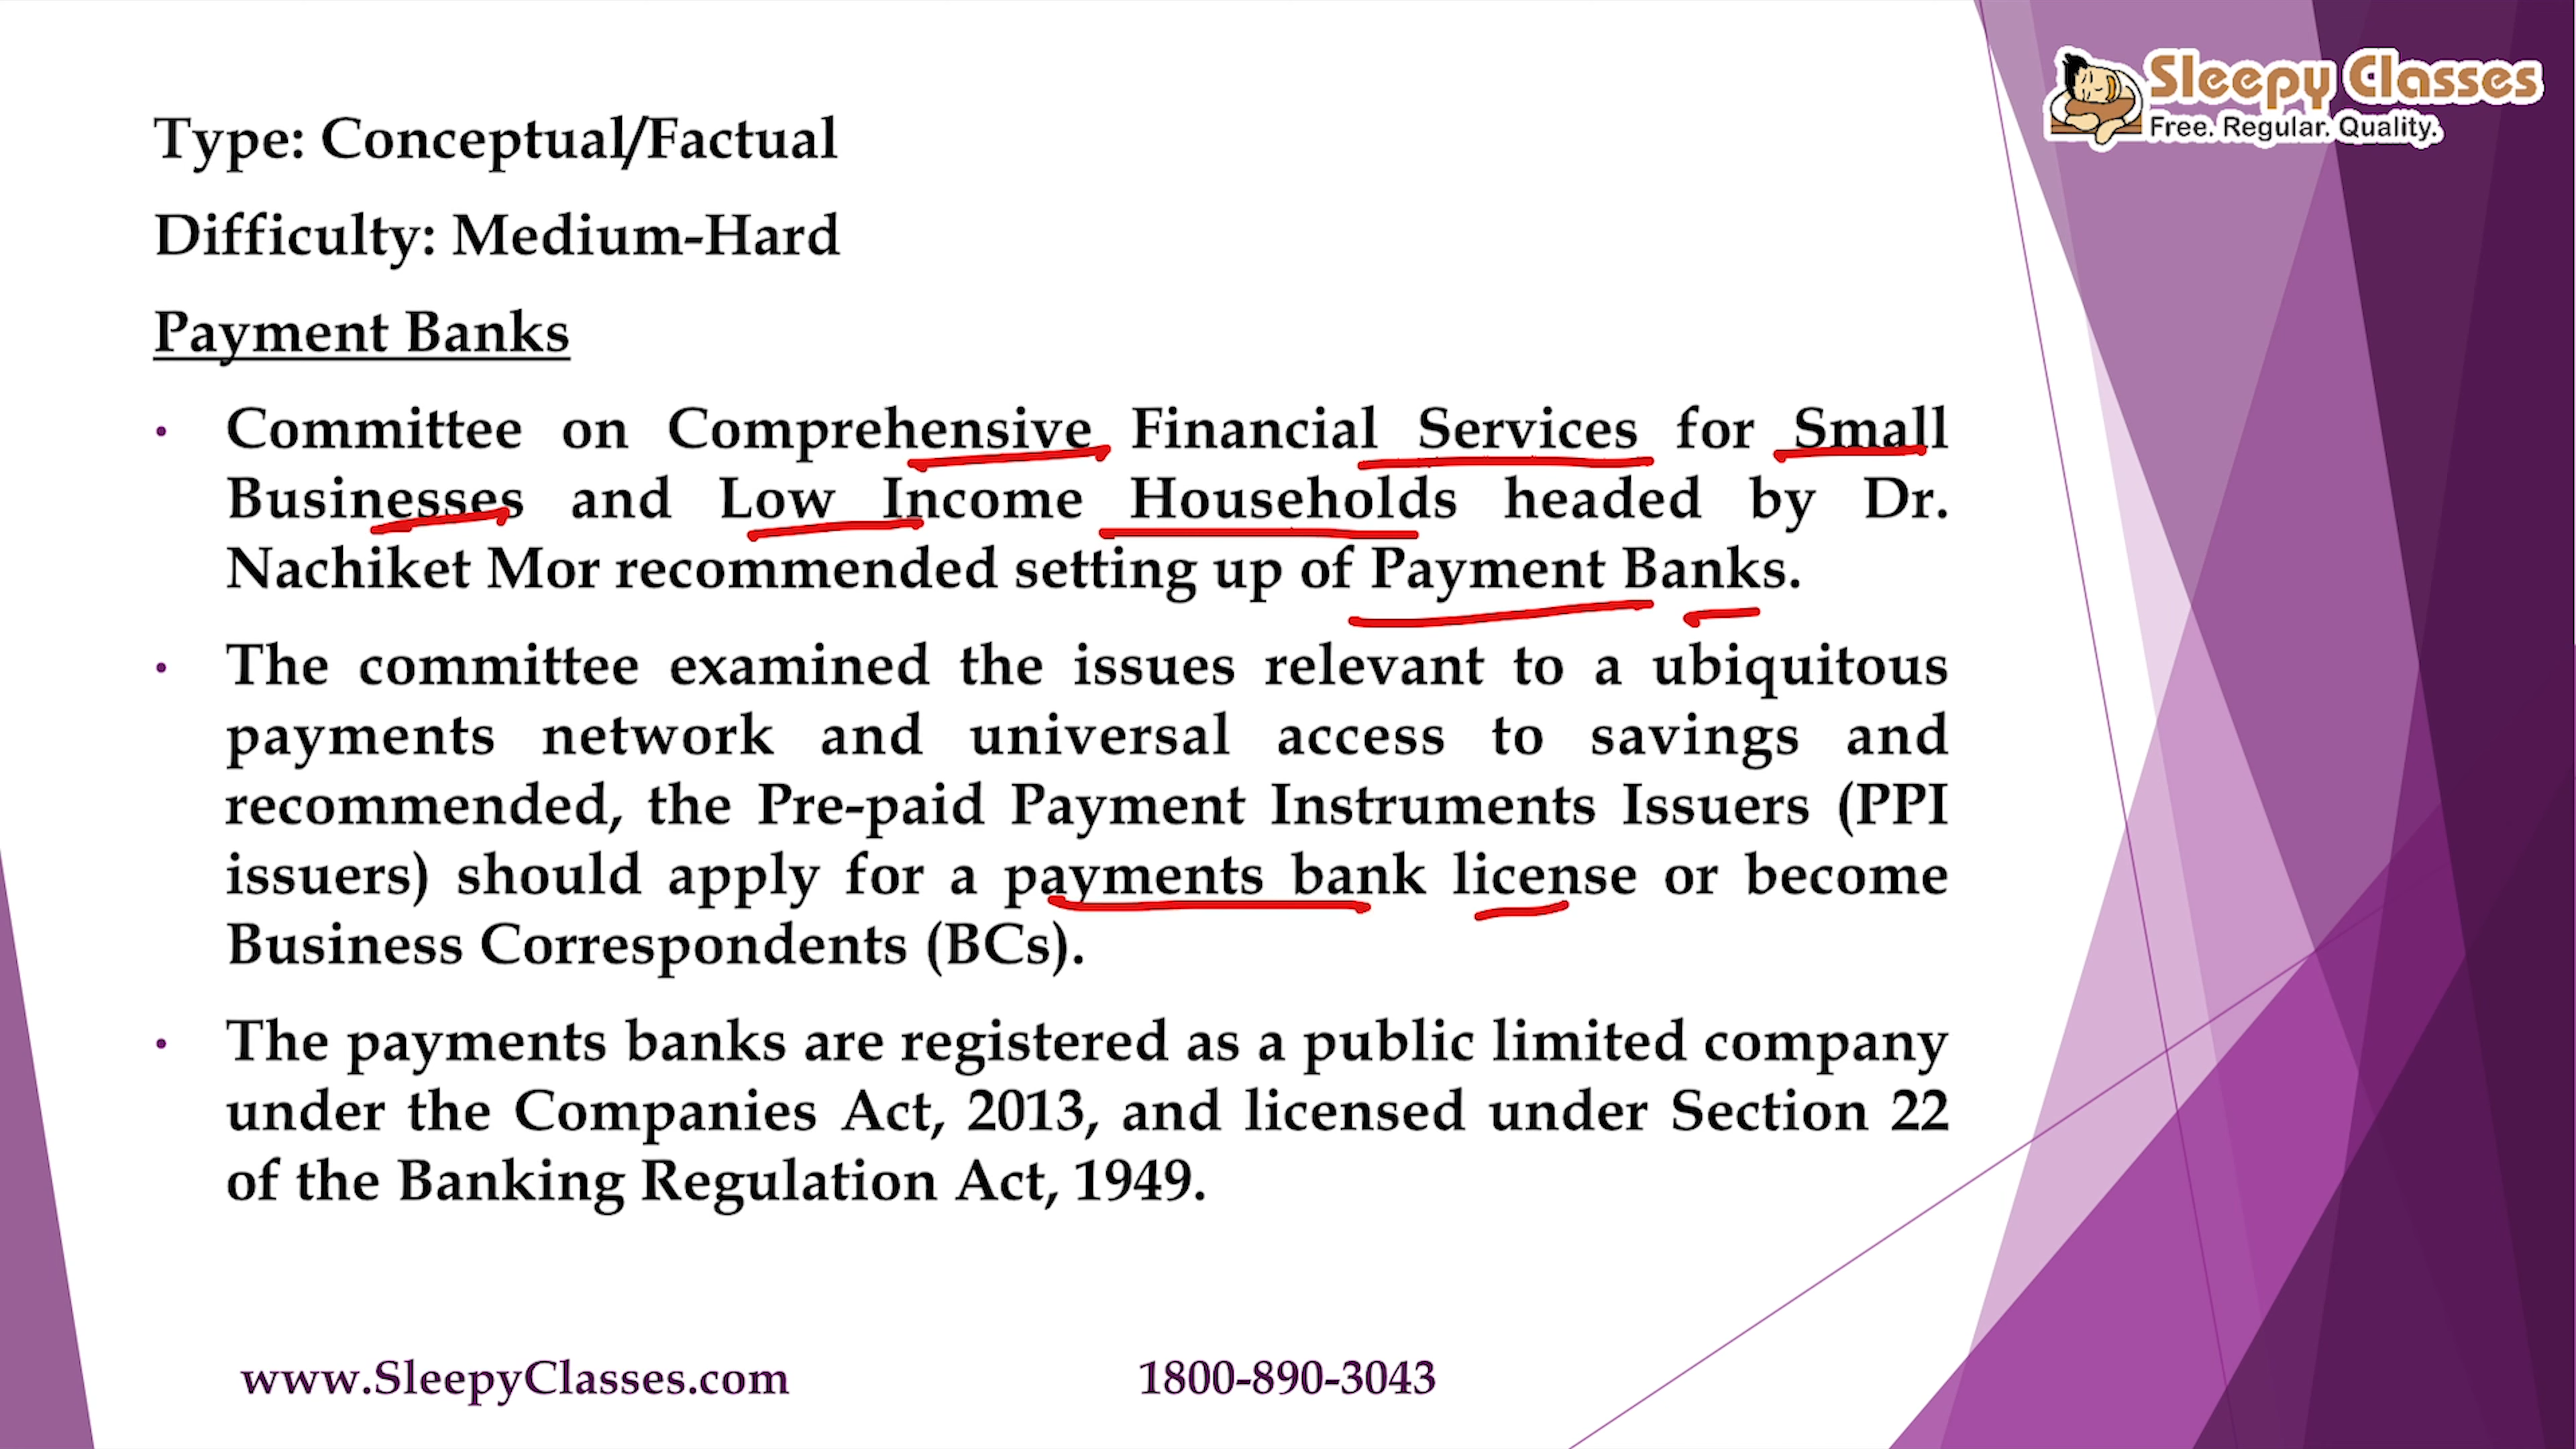 Sleepy Classes
Free. Regular. Quality.
Type: Conceptual/Factual
Difficulty: Medium-Hard
Payment Banks
• Committee on Comprehensive Financial Services for Small
Businesses and Low Income Households headed by Dr.
Nachiket Mor recommended setting up of Payment Banks.
• The committee examined the issues relevant to a ubiquitous
payments network and universal access to savings and
recommended, the Pre-paid Payment Instruments Issuers (PPI
issuers) should apply for a payments bank license or become
Business Correspondents (BCs).
• The payments banks are registered as a public limited company
under the Companies Act, 2013, and licensed under Section 22
of the Banking Regulation Act, 1949.
www.SleepyClasses.com 1800-890-3043